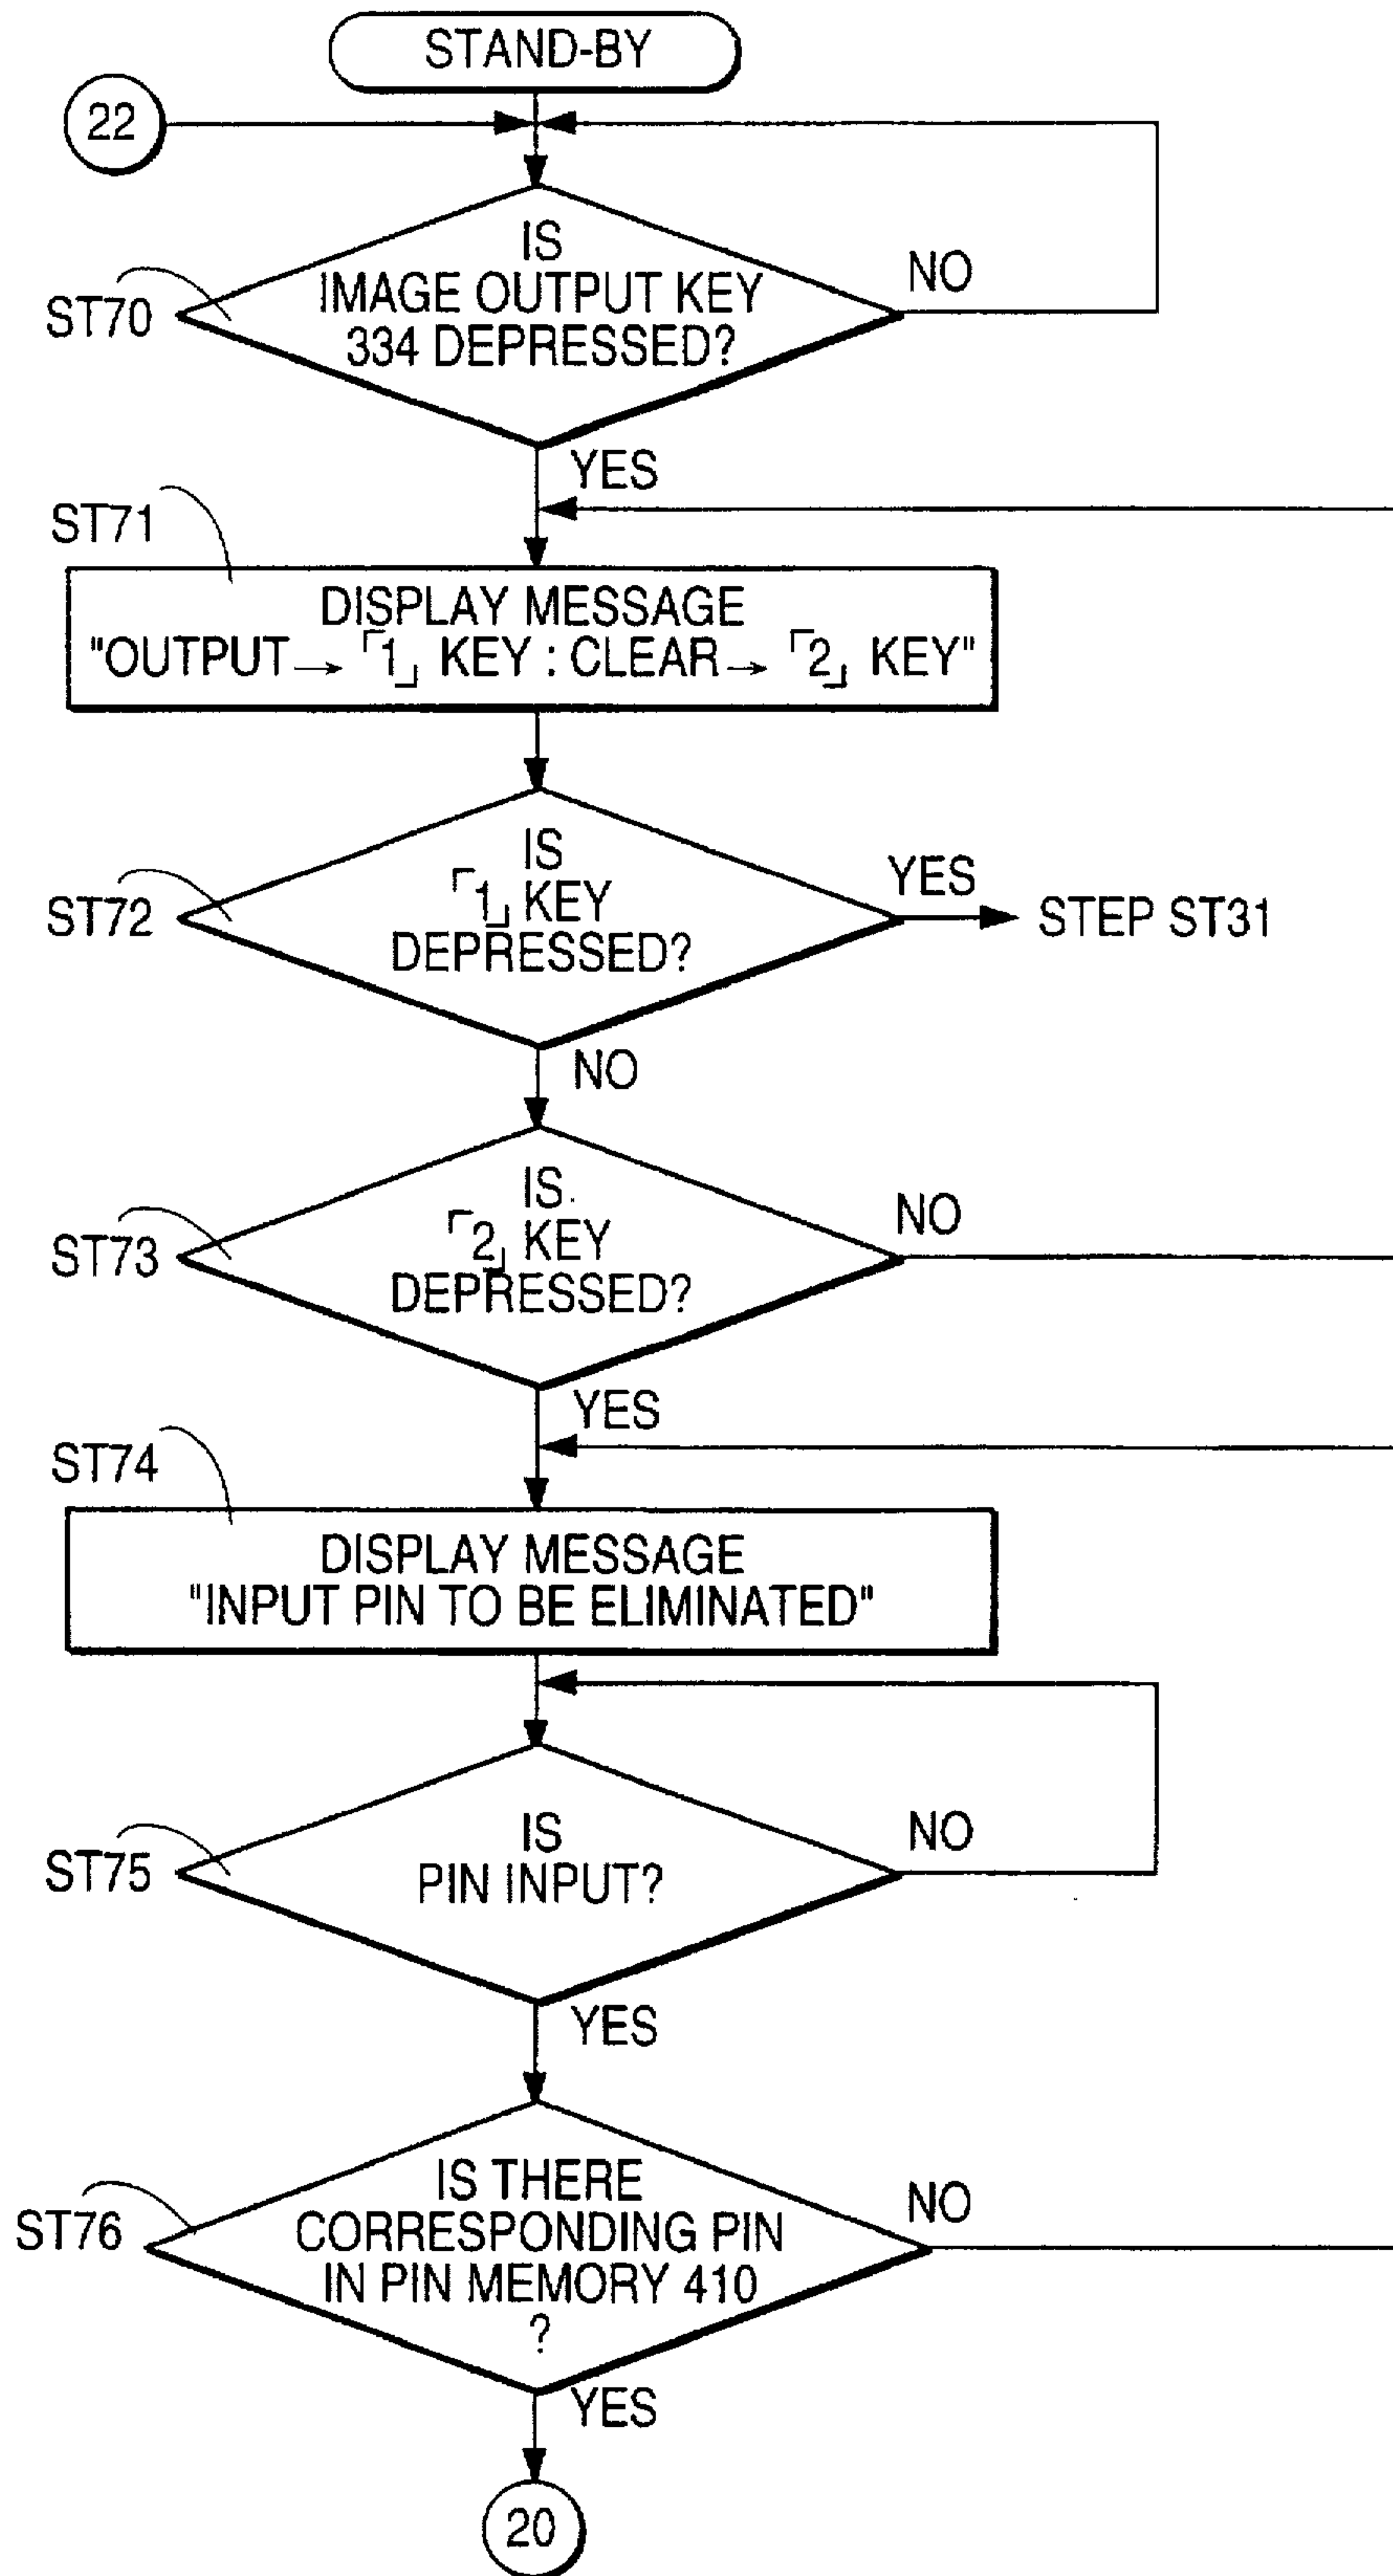 STAND-BY
22
IS
IMAGE OUTPUT KEY
334 DEPRESSED?
NO
ST70
YES
ST71
DISPLAY MESSAGE
"OUTPUT→「1」 KEY : CLEAR→「2」 KEY"
IS
「1」 KEY
DEPRESSED?
YES
STEP ST31
ST72
NO
IS
「2」 KEY
DEPRESSED?
NO
ST73
YES
ST74
DISPLAY MESSAGE
"INPUT PIN TO BE ELIMINATED"
IS
PIN INPUT?
NO
ST75
YES
IS THERE
CORRESPONDING PIN
IN PIN MEMORY 410
?
NO
ST76
YES
20